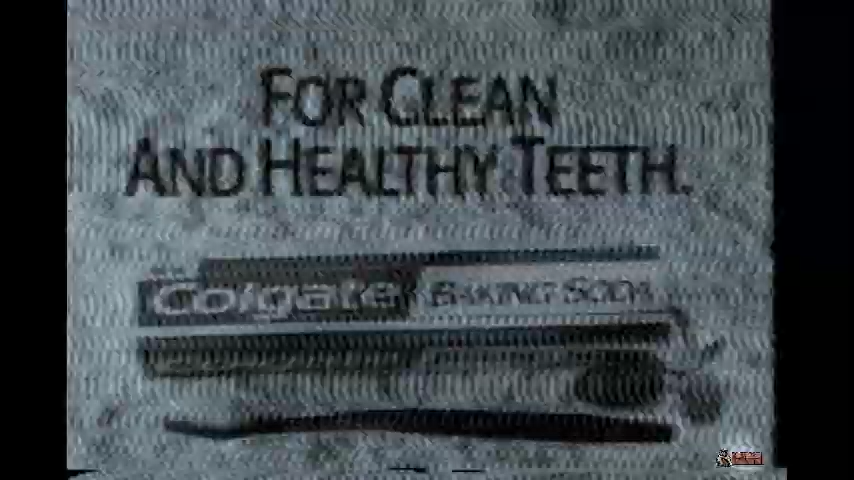 FOR CLEAN
AND HEALTHY TEETH.
Colgate BAKING SODA